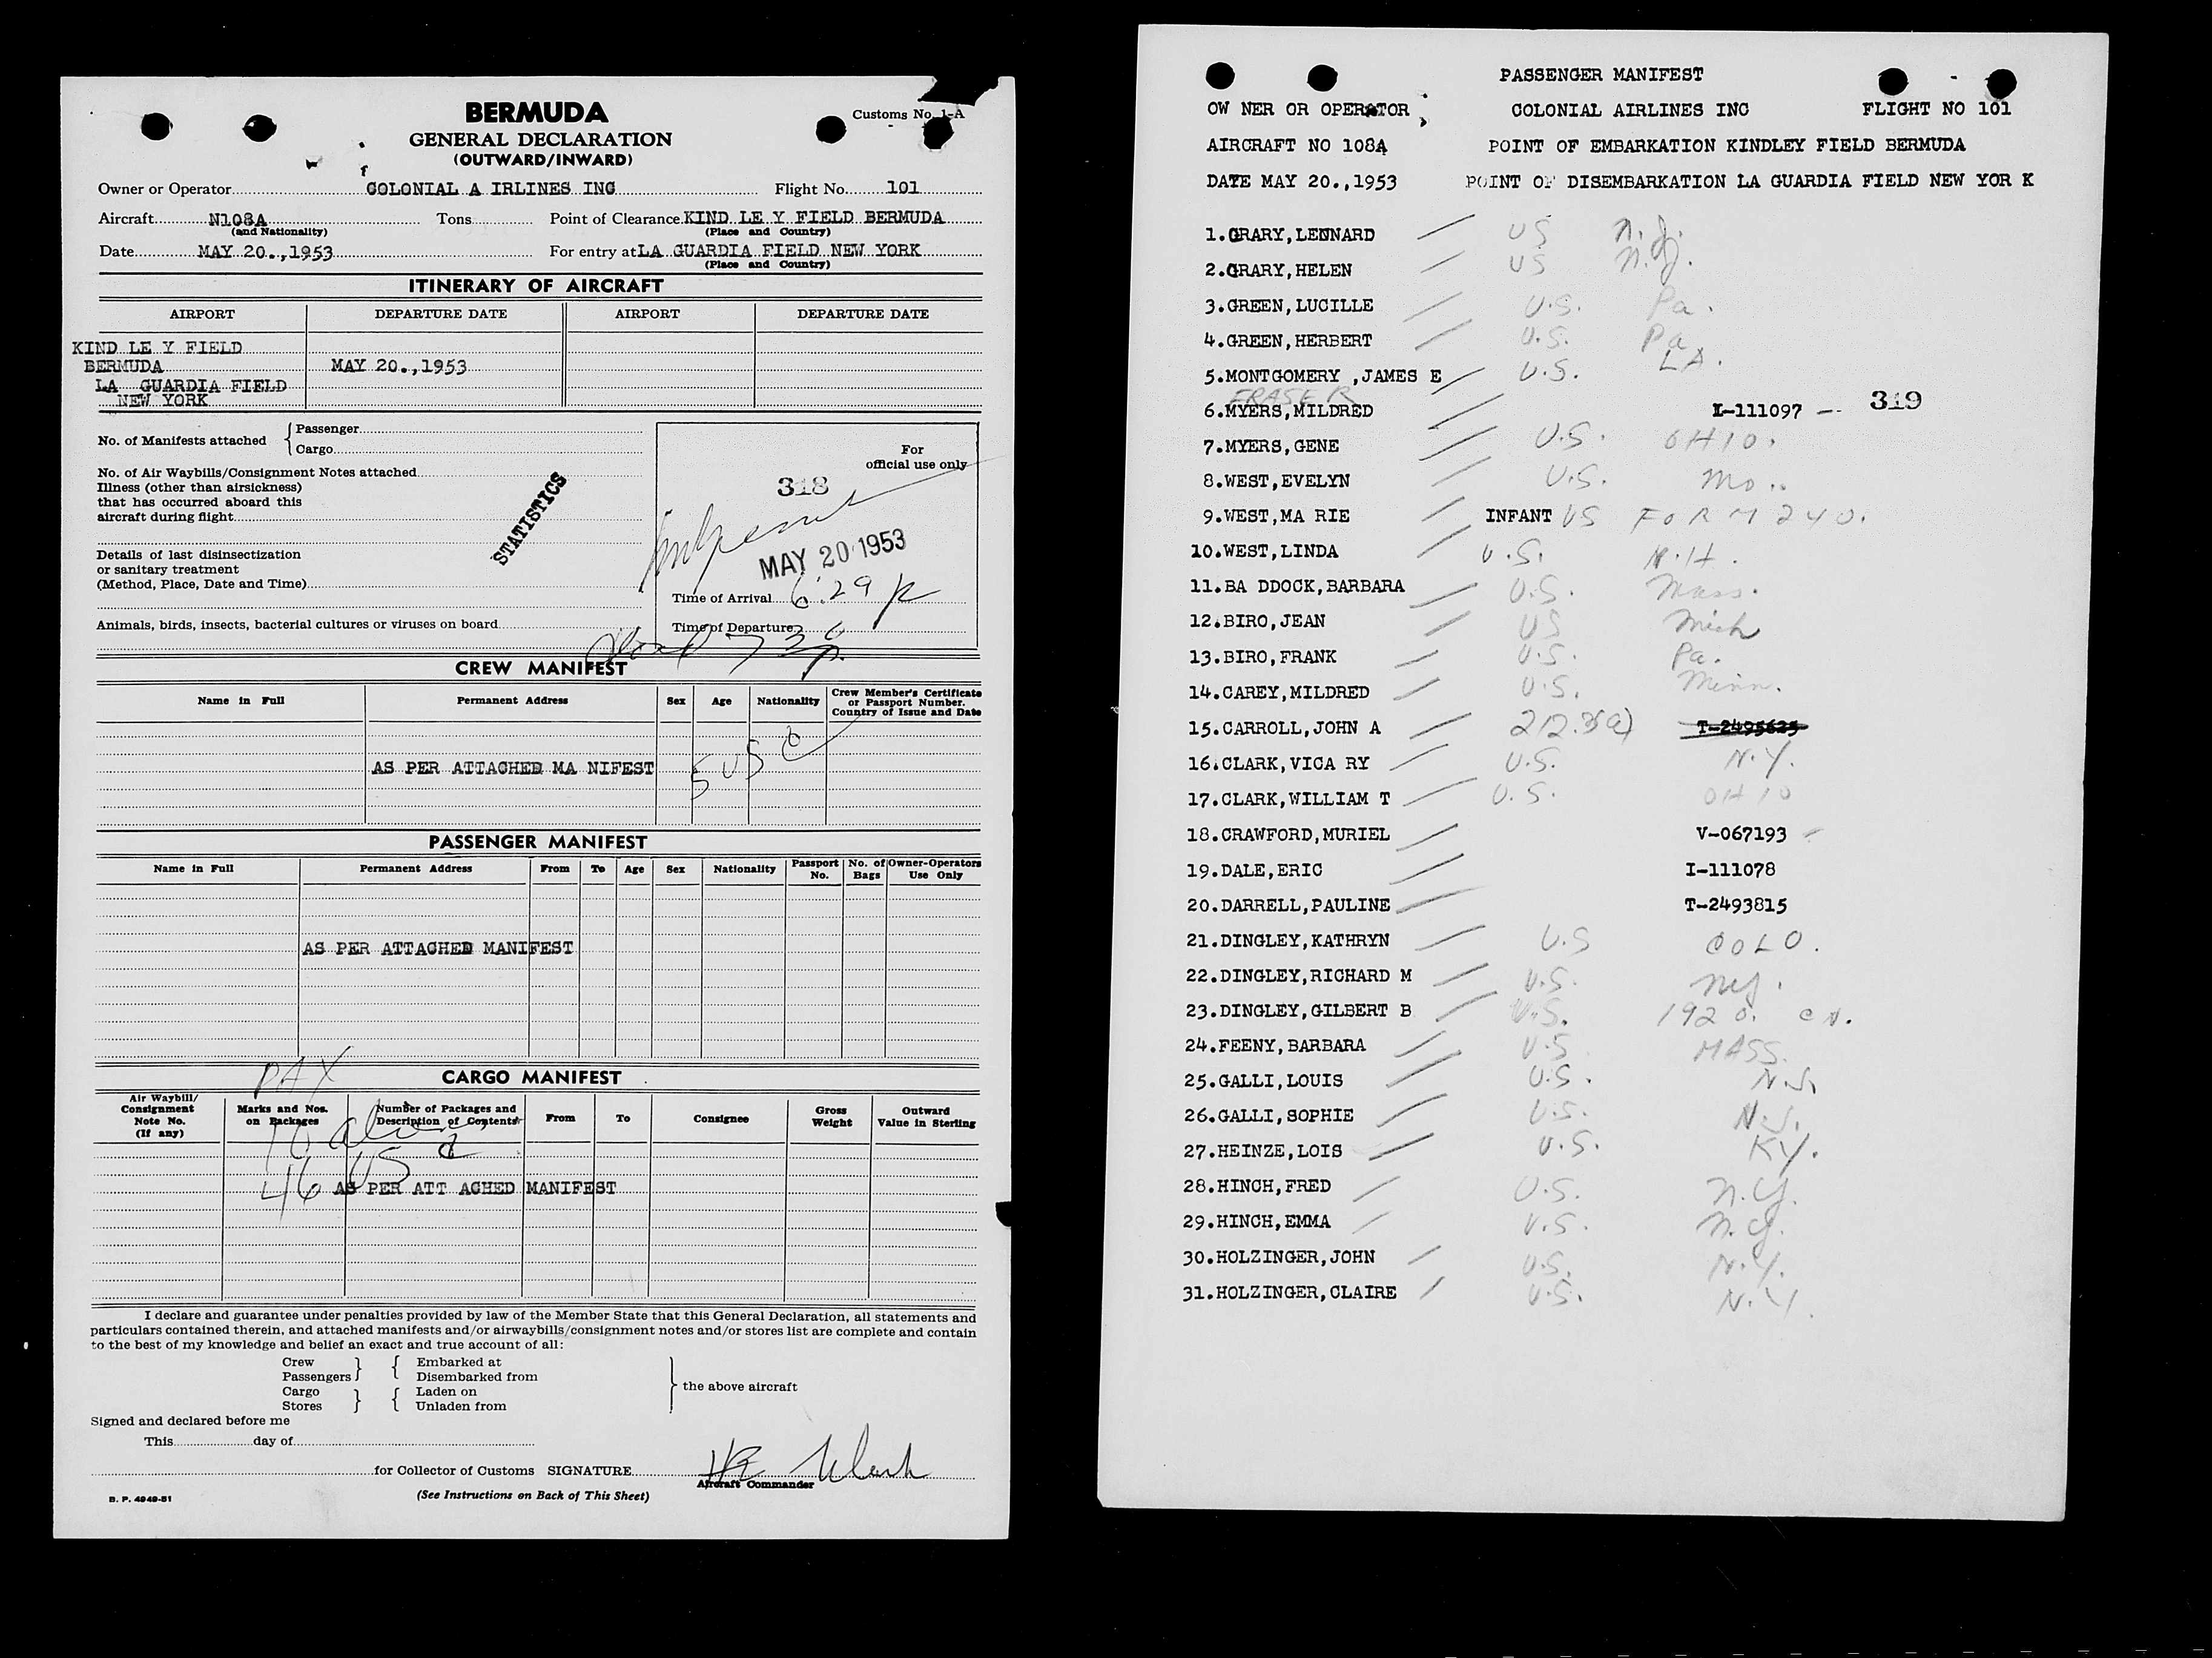 BERMUDA
Customs No. 1-A
GENERAL DECLARATION
(OUTWARD/INWARD)
Owner or Operator COLONIAL A IRLINES INC Flight No. 101
Aircraft N108A Tons Point of Clearance KIND LE Y FIELD BERMUDA
(and Nationality) (Place and Country)
Date MAY 20.,1953 For entry at LA GUARDIA FIELD NEW YORK
(Place and Country)
ITINERARY OF AIRCRAFT
AIRPORT DEPARTURE DATE AIRPORT DEPARTURE DATE
KIND LE Y FIELD
BERMUDA MAY 20.,1953
LA GUARDIA FIELD
NEW YORK
No. of Manifests attached { Passenger
Cargo
No. of Air Waybills/Consignment Notes attached
Illness (other than airsickness)
that has occurred aboard this
aircraft during flight
Details of last disinsectization
or sanitary treatment
(Method, Place, Date and Time)
Animals, birds, insects, bacterial cultures or viruses on board
STATISTICS
For
official use only
318
MAY 20 1953
Time of Arrival 6:29 p
Time of Departure
CREW MANIFEST
Name in Full Permanent Address Sex Age Nationality Crew Member's Certificate
or Passport Number.
Country of Issue and Date
AS PER ATTACHED MA NIFEST 5 USC
PASSENGER MANIFEST
Name in Full Permanent Address From To Age Sex Nationality Passport No. No. of Bags Owner-Operators Use Only
AS PER ATTACHED MANIFEST
PAX
CARGO MANIFEST
Air Waybill/
Consignment
Note No.
(If any) Marks and Nos.
on Packages Number of Packages and
Description of Contents From To Consignee Gross
Weight Outward
Value in Sterling
10
46 US
AS PER ATT ACHED MANIFEST
I declare and guarantee under penalties provided by law of the Member State that this General Declaration, all statements and
particulars contained therein, and attached manifests and/or airwaybills/consignment notes and/or stores list are complete and contain
to the best of my knowledge and belief an exact and true account of all:
Crew } { Embarked at
Passengers } { Disembarked from
Cargo } { Laden on
Stores } { Unladen from
} the above aircraft
Signed and declared before me
This day of
for Collector of Customs SIGNATURE
Aircraft Commander
B. P. 4949-51
(See Instructions on Back of This Sheet)
PASSENGER MANIFEST
OW NER OR OPERATOR COLONIAL AIRLINES INC FLIGHT NO 101
AIRCRAFT NO 108A POINT OF EMBARKATION KINDLEY FIELD BERMUDA
DATE MAY 20.,1953 POINT OF DISEMBARKATION LA GUARDIA FIELD NEW YOR K
1.GRARY,LENNARD US N.J.
2.GRARY,HELEN US N.J.
3.GREEN,LUCILLE U.S. Pa.
4.GREEN,HERBERT U.S. Pa.
5.MONTGOMERY ,JAMES E U.S. LA.
FRASER
6.MYERS,MILDRED I-111097 -- 319
7.MYERS,GENE U.S. OHIO.
8.WEST,EVELYN U.S. Mo..
9.WEST,MA RIE INFANT US FORM 240.
10.WEST,LINDA U.S. N.H.
11.BA DDOCK,BARBARA U.S. Mass.
12.BIRO,JEAN US Mich
13.BIRO,FRANK U.S. Pa.
14.CAREY,MILDRED U.S. Minn.
15.CARROLL,JOHN A 212.3(a) T-2495625
16.CLARK,VICA RY U.S. N.Y.
17.CLARK,WILLIAM T U.S. OHIO
18.CRAWFORD,MURIEL V-067193
19.DALE,ERIC I-111078
20.DARRELL,PAULINE T-2493815
21.DINGLEY,KATHRYN U.S COLO.
22.DINGLEY,RICHARD M U.S.
23.DINGLEY,GILBERT B U.S. 1920.
24.FEENY,BARBARA U.S MASS.
25.GALLI,LOUIS U.S. N.J.
26.GALLI,SOPHIE U.S. N.J.
27.HEINZE,LOIS U.S. KY.
28.HINCH,FRED U.S. N.Y.
29.HINCH,EMMA U.S. N.Y.
30.HOLZINGER,JOHN U.S. N.Y.
31.HOLZINGER,CLAIRE U.S. N.Y.